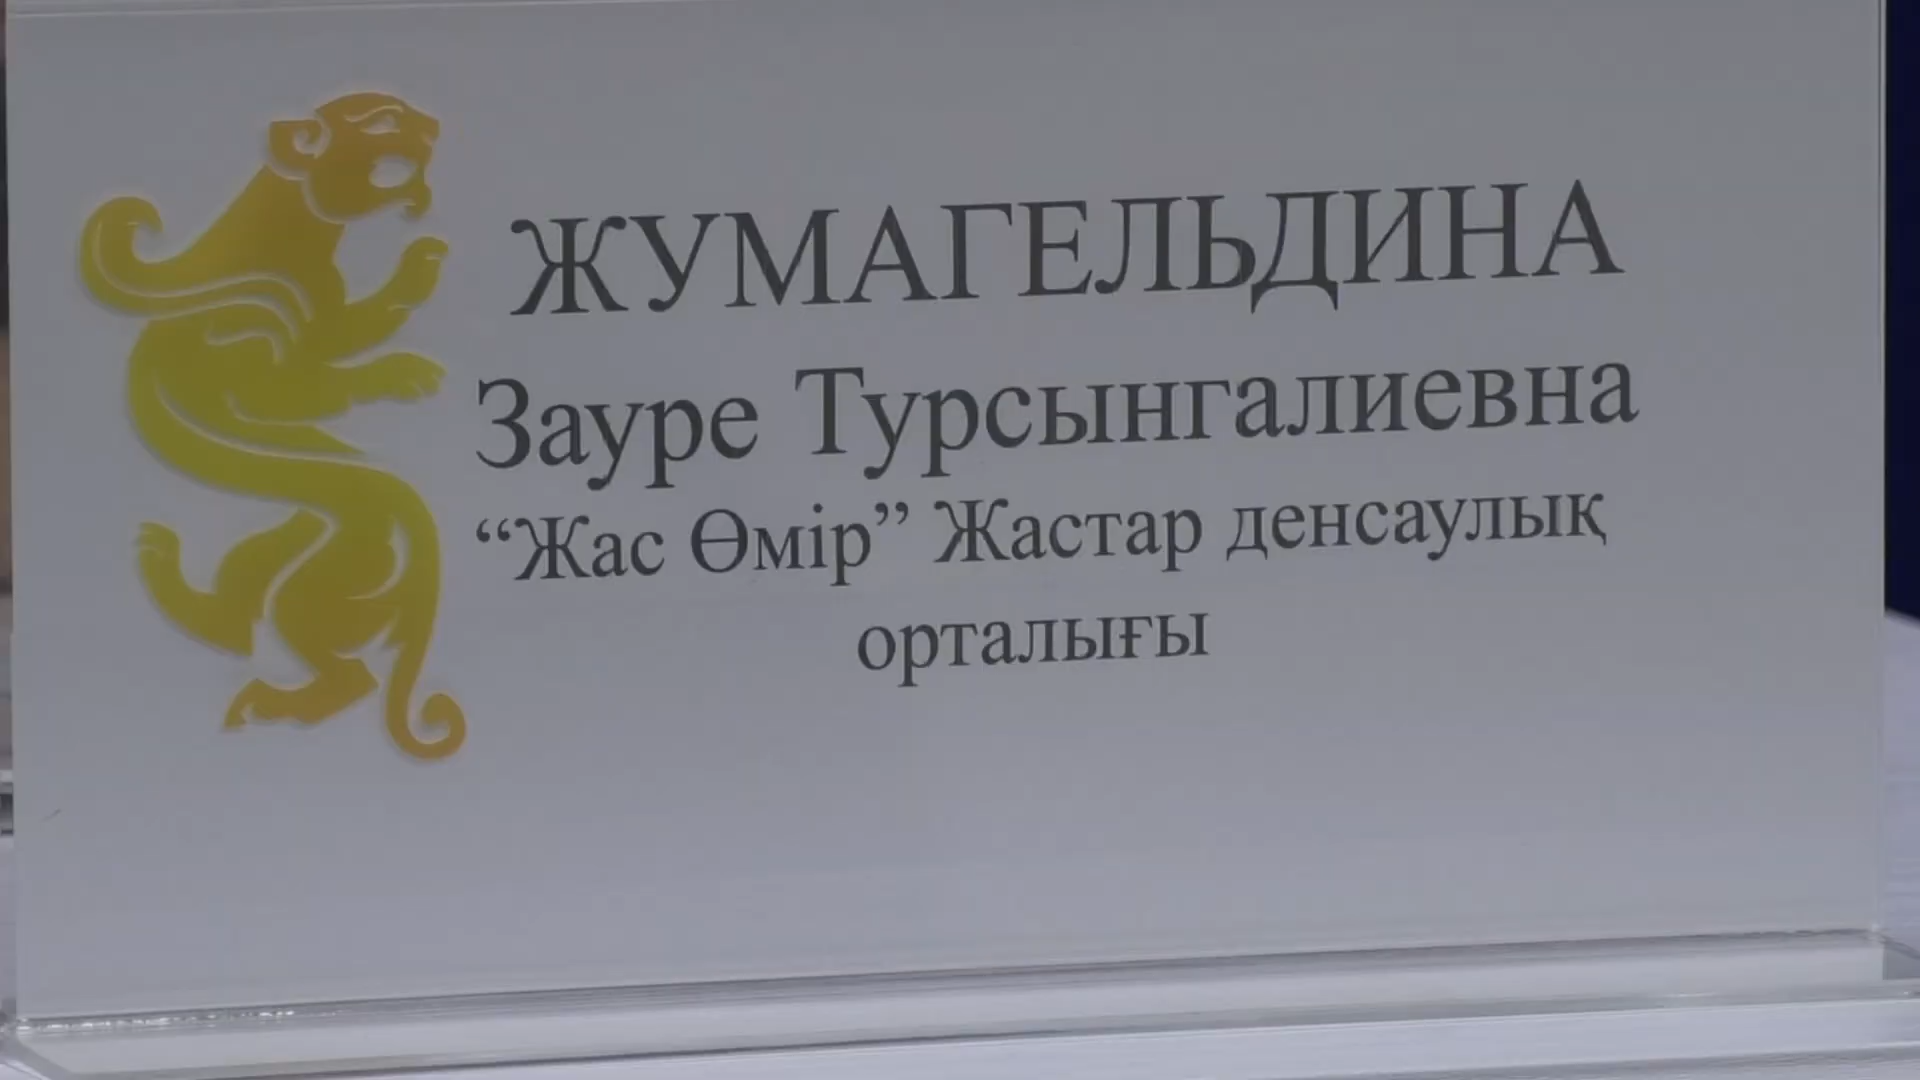 ЖУМАГЕЛЬДИНА
Зауре Турсынгалиевна
“Жас Өмір” Жастар денсаулық
орталығы